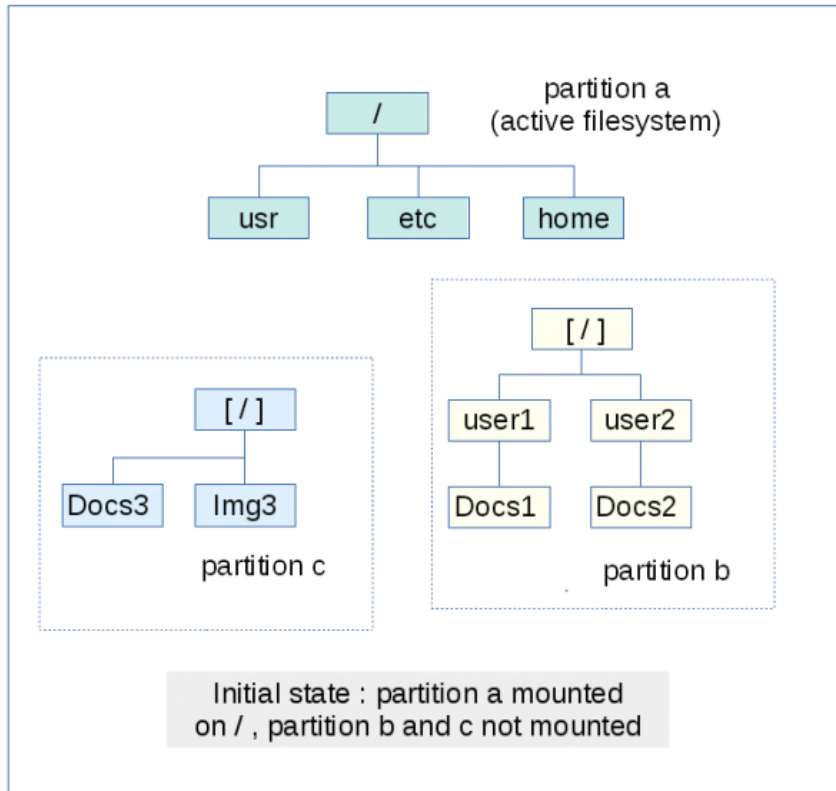 partition a
(active filesystem)
/
usr
etc
home
[ / ]
user1
user2
Docs1
Docs2
partition b
[ / ]
Docs3
Img3
partition c
Initial state : partition a mounted
on / , partition b and c not mounted